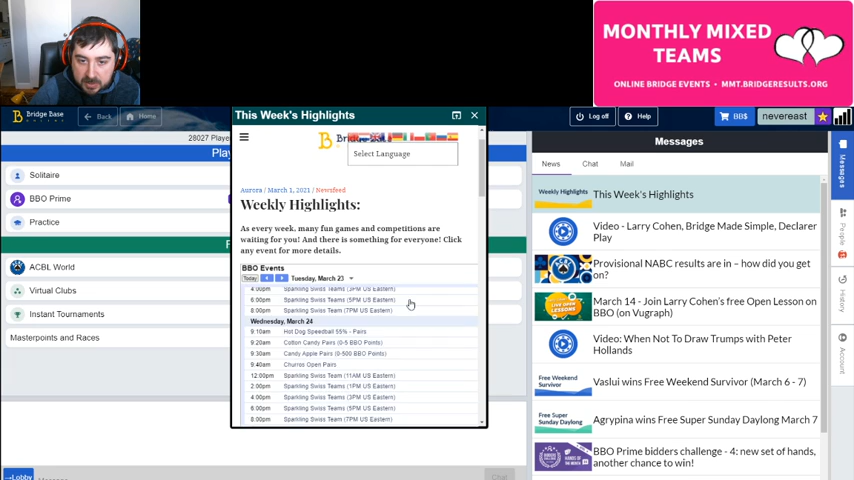 MONTHLY MIXED
TEAMS
ONLINE BRIDGE EVENTS • MMT.BRIDGERESULTS.ORG
Bridge Base
Back
Home
This Week's Highlights
Log off
Help
BB$
nevereast
28027 Playe
Play
Solitaire
BBO Prime
Practice
F
ACBL World
Virtual Clubs
Instant Tournaments
Masterpoints and Races
Select Language
Aurora / March 1, 2021 / Newsfeed
Weekly Highlights:
As every week, many fun games and competitions are
waiting for you! And there is something for everyone! Click
any event for more details.
BBO Events
Today
Tuesday, March 23
4:00pm Sparkling Swiss Teams (3PM US Eastern)
6:00pm Sparkling Swiss Teams (5PM US Eastern)
8:00pm Sparkling Swiss Team (7PM US Eastern)
Wednesday, March 24
9:10am Hot Dog Speedball 55% - Pairs
9:20am Cotton Candy Pairs (0-5 BBO Points)
9:30am Candy Apple Pairs (0-500 BBO Points)
9:40am Churros Open Pairs
12:00pm Sparkling Swiss Team (11AM US Eastern)
2:00pm Sparkling Swiss Teams (1PM US Eastern)
4:00pm Sparkling Swiss Teams (3PM US Eastern)
6:00pm Sparkling Swiss Teams (5PM US Eastern)
8:00pm Sparkling Swiss Team (7PM US Eastern)
Messages
News
Chat
Mail
Weekly Highlights
This Week's Highlights
Video - Larry Cohen, Bridge Made Simple, Declarer
Play
Provisional NABC results are in – how did you get
on?
March 14 - Join Larry Cohen's free Open Lesson on
BBO (on Vugraph)
Video: When Not To Draw Trumps with Peter
Hollands
Free Weekend
Survivor
Vaslui wins Free Weekend Survivor (March 6 - 7)
Free Super
Sunday Daylong
Agrypina wins Free Super Sunday Daylong March 7
BBO Prime bidders challenge - 4: new set of hands,
another chance to win!
Messages
People
History
Account
Lobby
Message
Chat